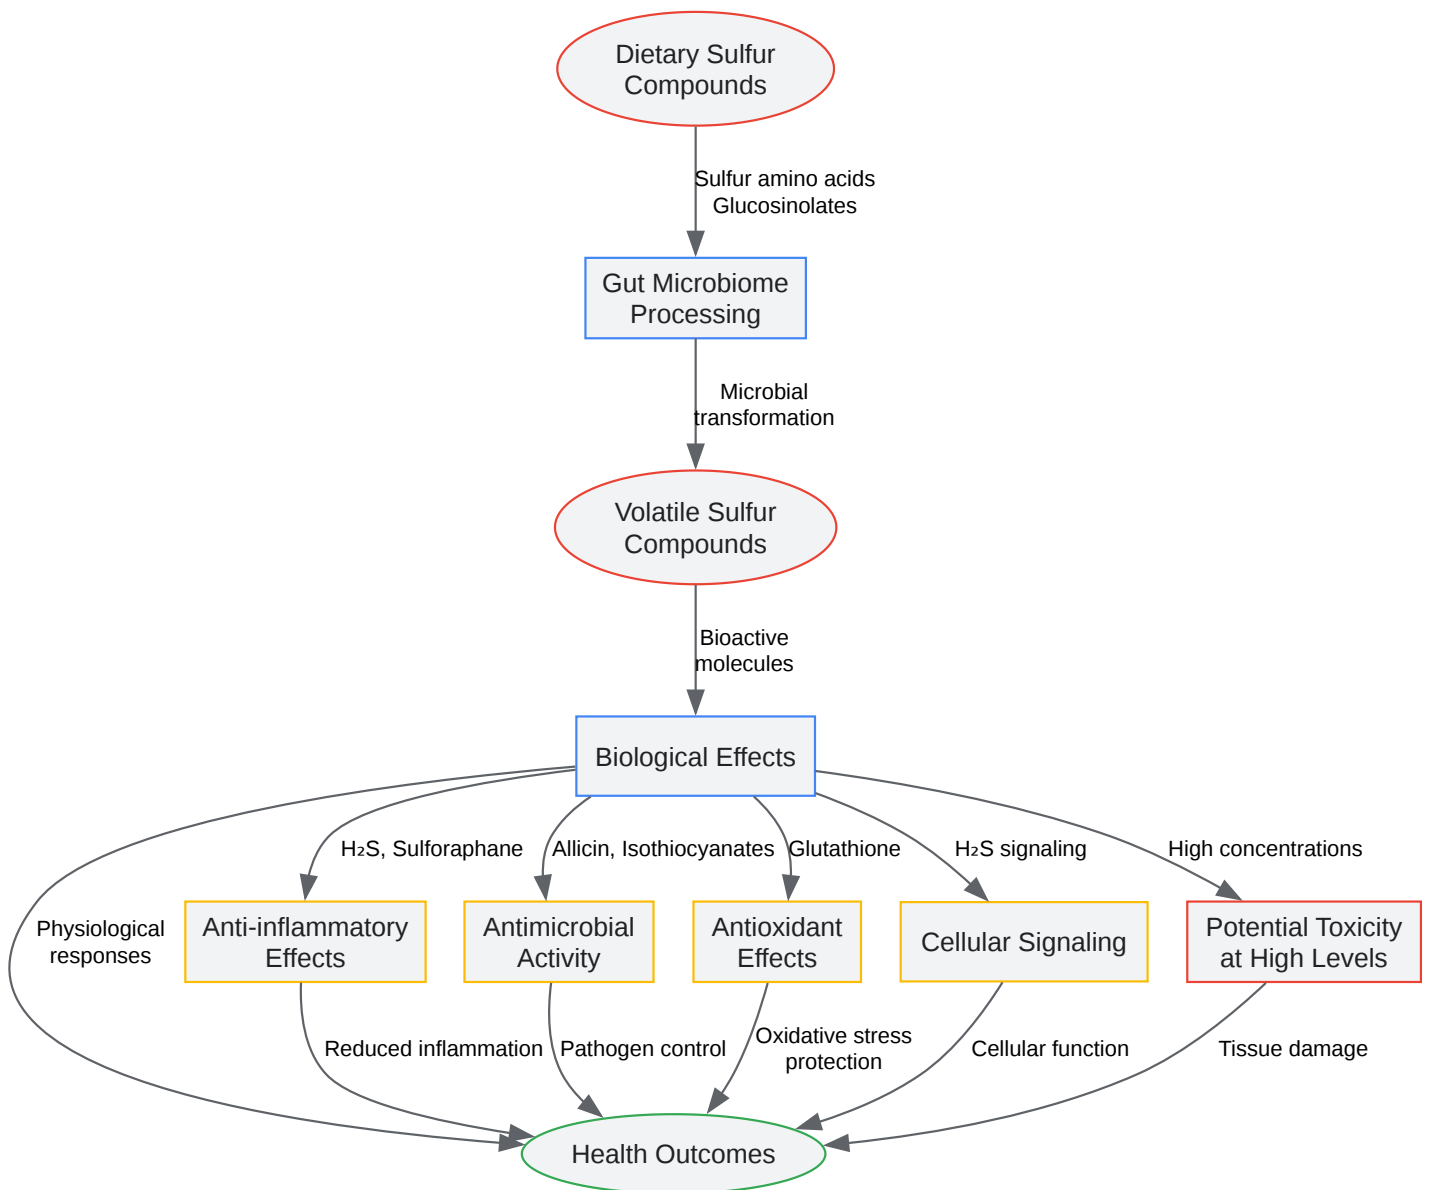 Dietary Sulfur
Compounds
Sulfur amino acids
Glucosinolates
Gut Microbiome
Processing
Microbial
transformation
Volatile Sulfur
Compounds
Bioactive
molecules
Biological Effects
H₂S, Sulforaphane
Allicin, Isothiocyanates
Glutathione
H₂S signaling
High concentrations
Physiological
responses
Anti-inflammatory
Effects
Antimicrobial
Activity
Antioxidant
Effects
Cellular Signaling
Potential Toxicity
at High Levels
Reduced inflammation
Pathogen control
Oxidative stress
protection
Cellular function
Tissue damage
Health Outcomes